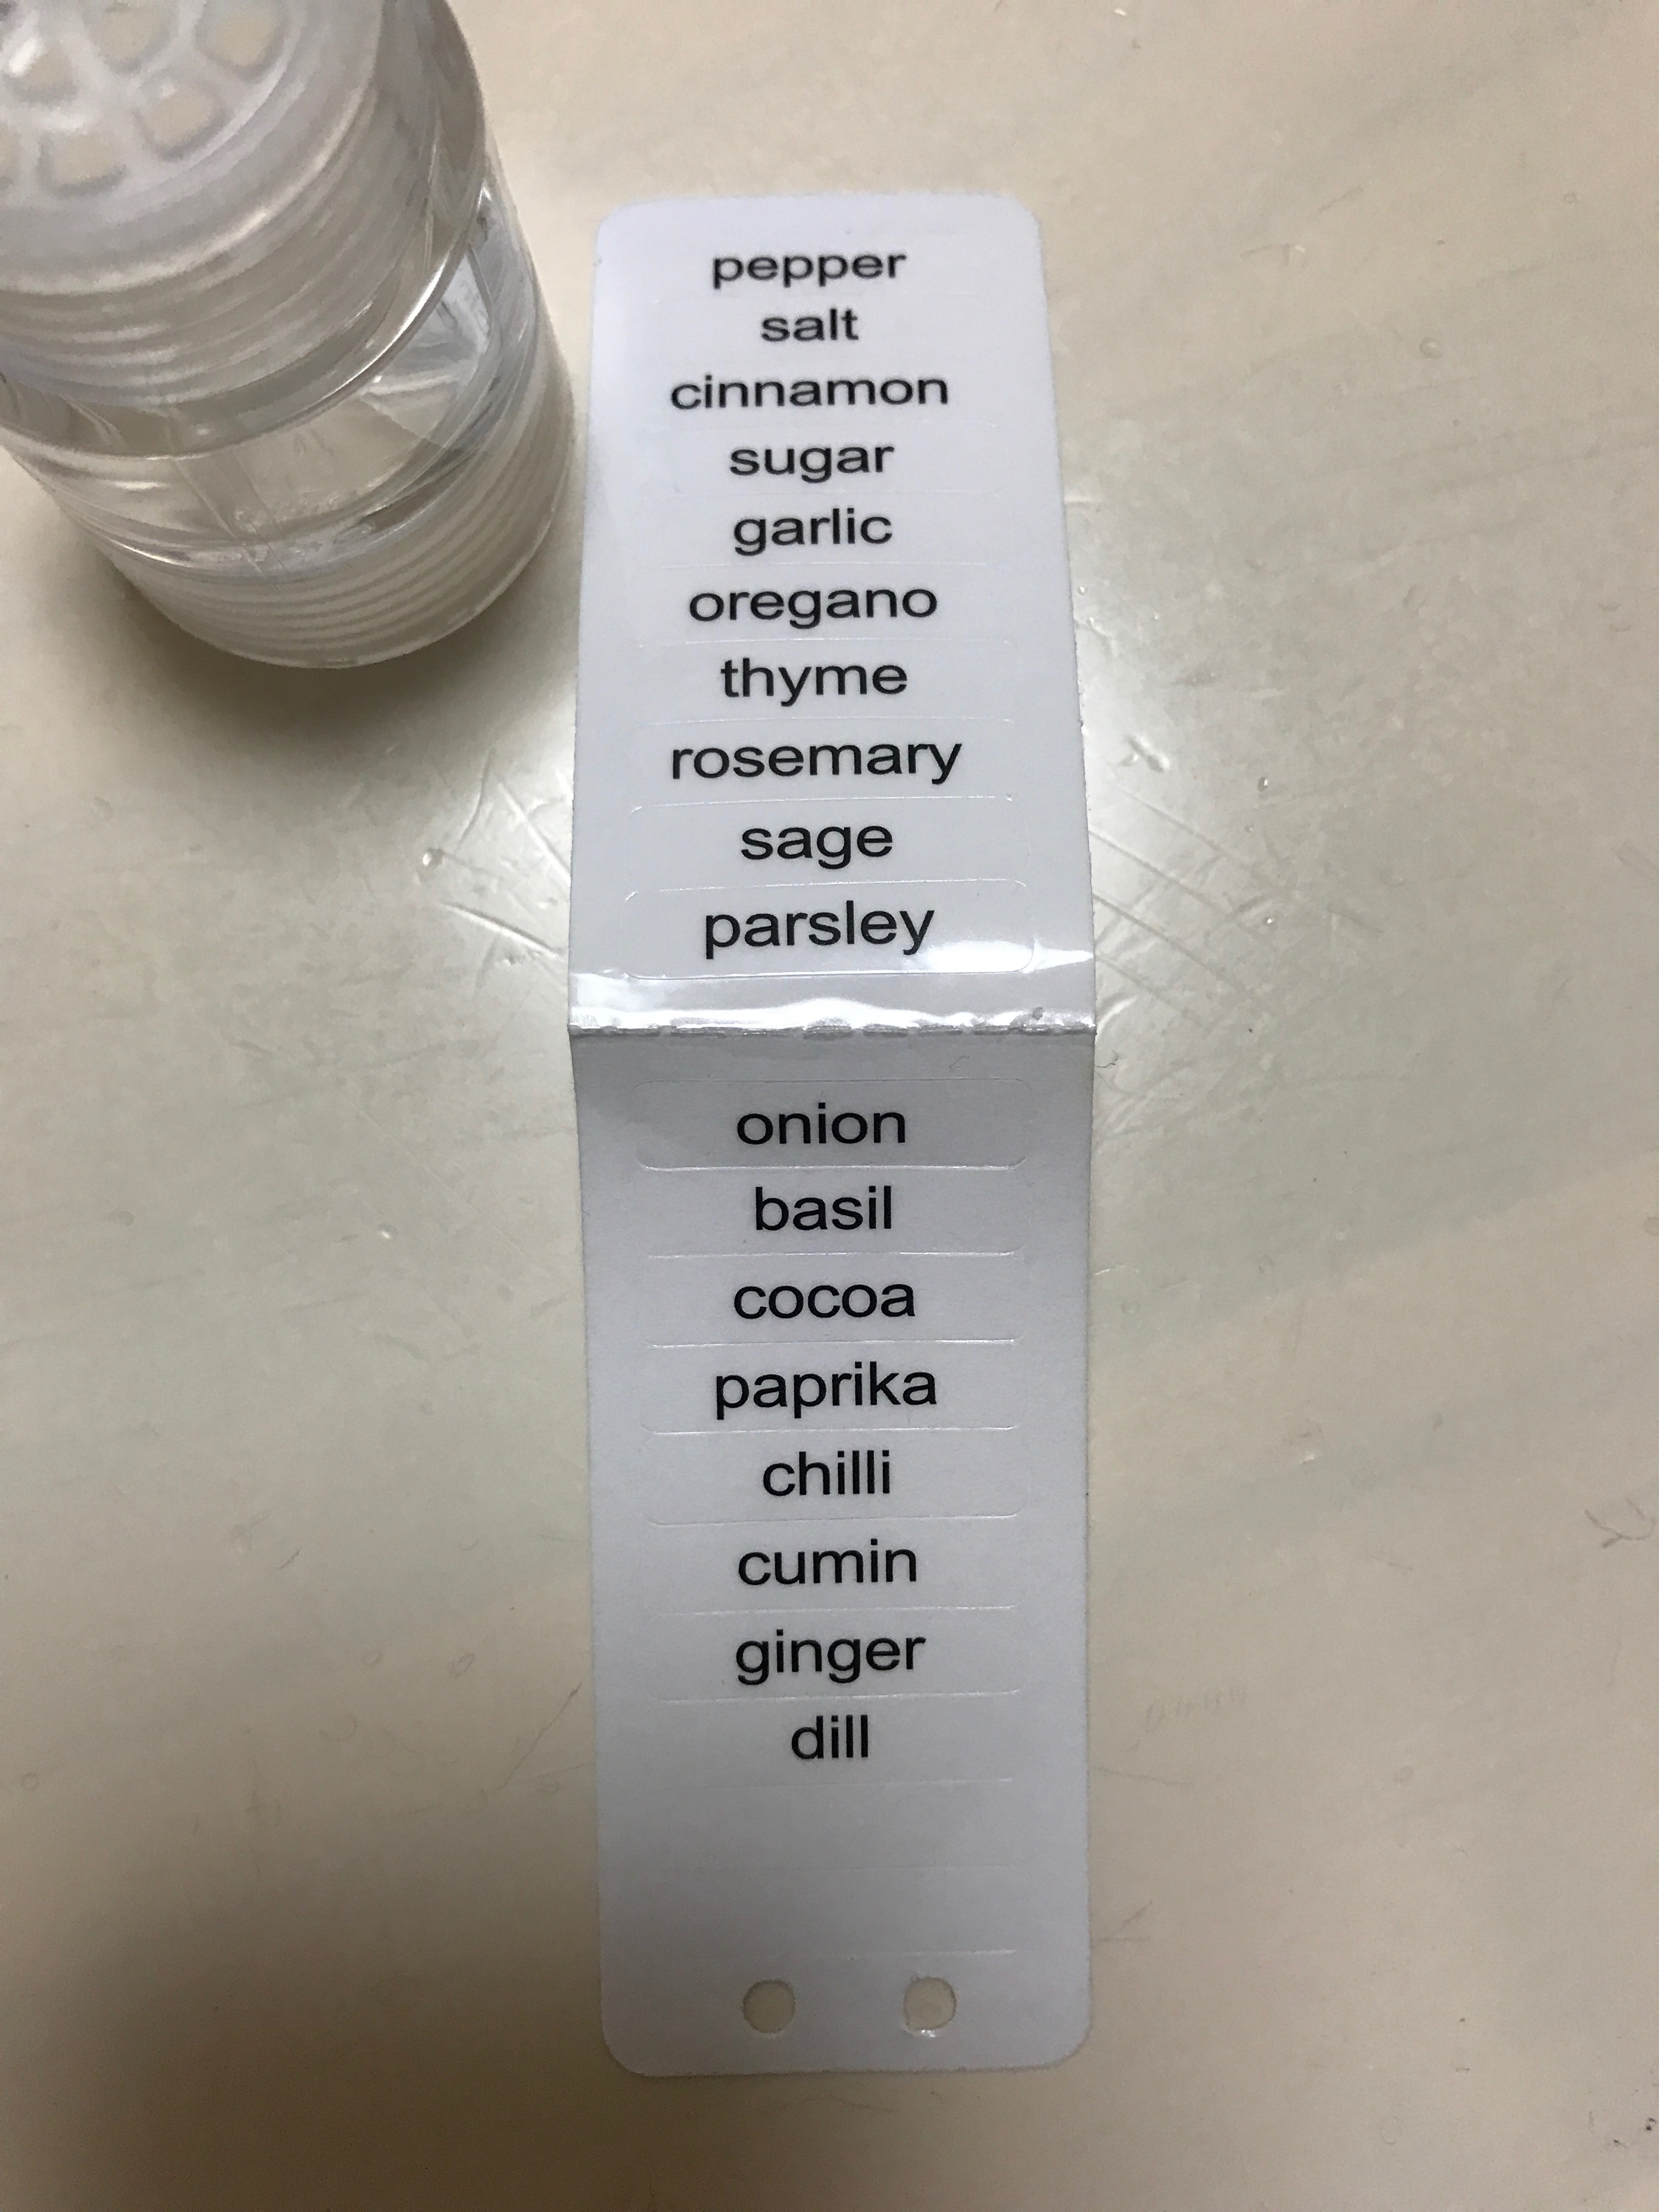 pepper
salt
cinnamon
sugar
garlic
oregano
thyme
rosemary
sage
parsley
onion
basil
cocoa
paprika
chilli
cumin
ginger
dill